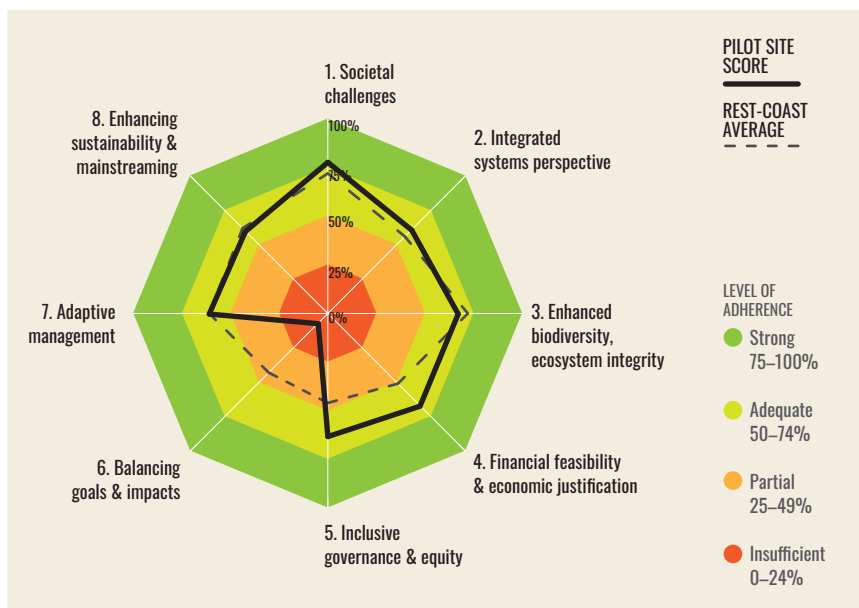 1. Societal
challenges
2. Integrated
systems perspective
3. Enhanced
biodiversity,
ecosystem integrity
4. Financial feasibility
& economic justification
5. Inclusive
governance & equity
6. Balancing
goals & impacts
7. Adaptive
management
8. Enhancing
sustainability &
mainstreaming
100%
75%
50%
25%
0%
PILOT SITE
SCORE
REST-COAST
AVERAGE
LEVEL OF
ADHERENCE
Strong
75–100%
Adequate
50–74%
Partial
25–49%
Insufficient
0–24%